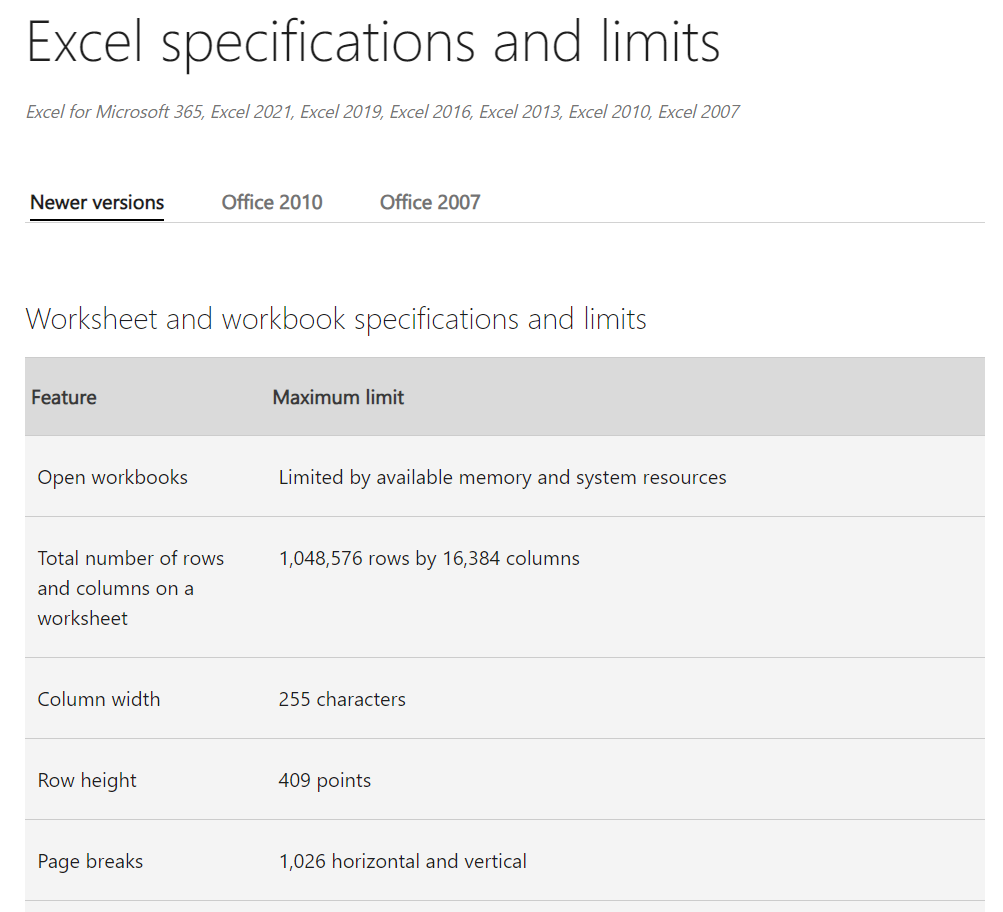 Excel specifications and limits
Excel for Microsoft 365, Excel 2021, Excel 2019, Excel 2016, Excel 2013, Excel 2010, Excel 2007
Newer versions Office 2010 Office 2007
Worksheet and workbook specifications and limits
Feature Maximum limit
Open workbooks Limited by available memory and system resources
Total number of rows 1,048,576 rows by 16,384 columns
and columns on a
worksheet
Column width 255 characters
Row height 409 points
Page breaks 1,026 horizontal and vertical